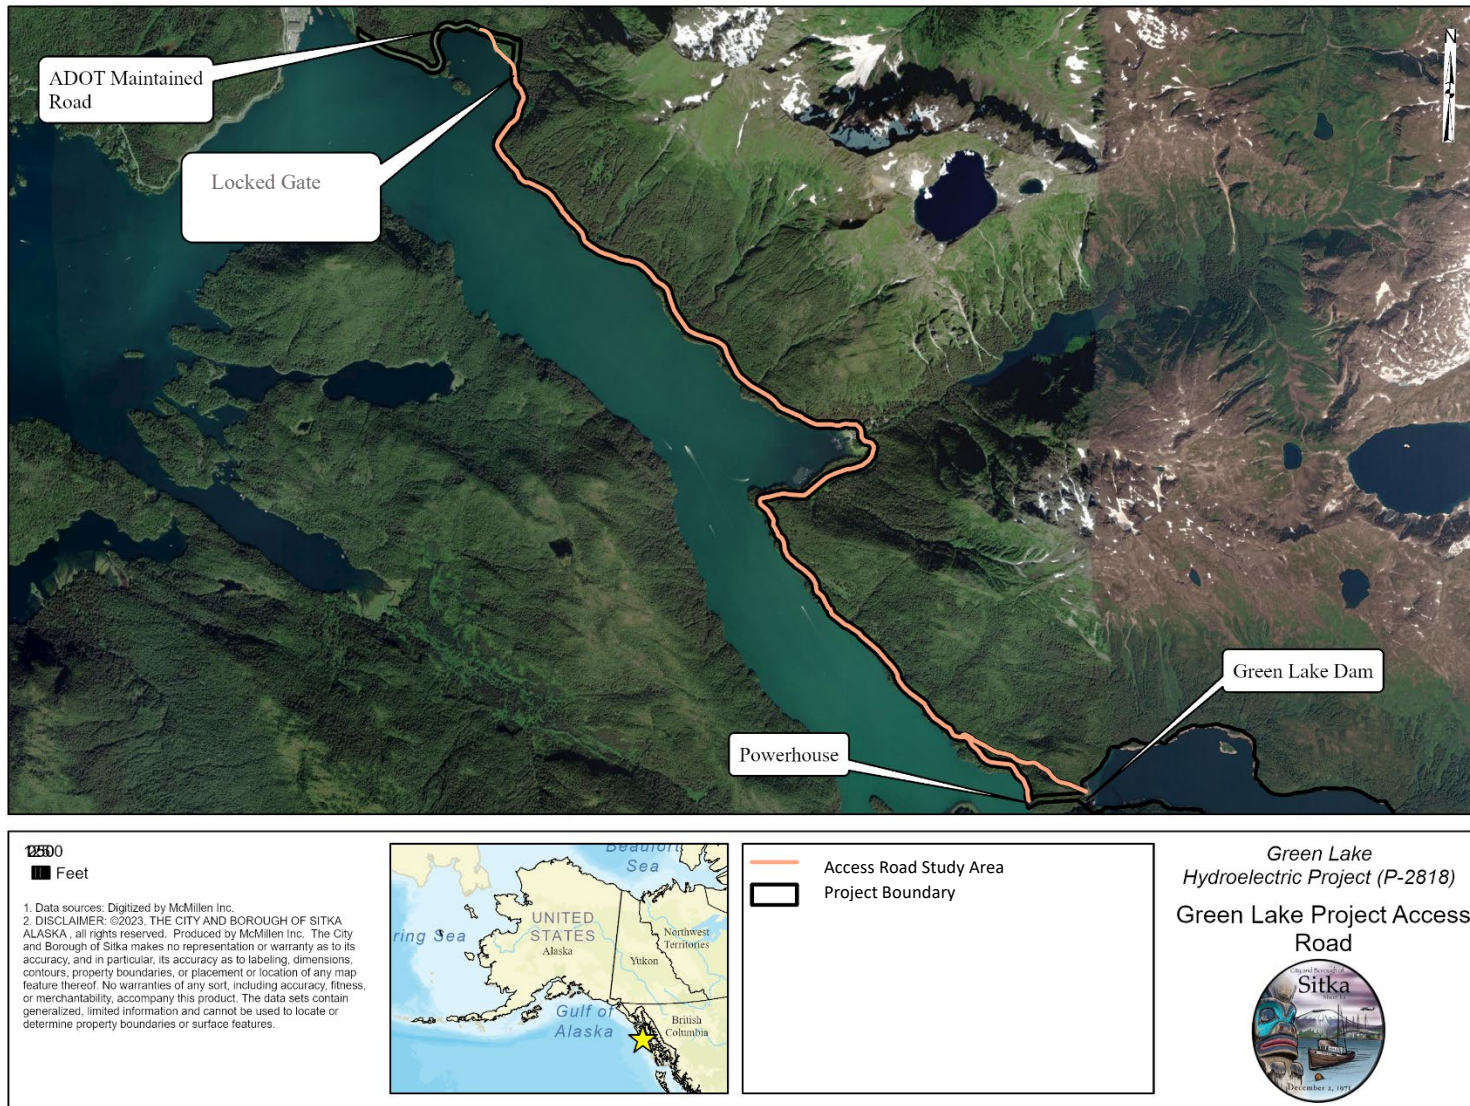 N
ADOT Maintained
Road
Locked Gate
Green Lake Dam
Powerhouse
Feet
1. Data sources: Digitized by McMillen Inc.
2. DISCLAIMER: ©2023, THE CITY AND BOROUGH OF SITKA
ALASKA , all rights reserved. Produced by McMillen Inc. The City
and Borough of Sitka makes no representation or warranty as to its
accuracy, and in particular, its accuracy as to labeling, dimensions,
contours, property boundaries, or placement or location of any map
feature thereof. No warranties of any sort, including accuracy, fitness,
or merchantability, accompany this product. The data sets contain
generalized, limited information and cannot be used to locate or
determine property boundaries or surface features.
Beaufort
Sea
UNITED
STATES
Alaska
ring Sea
Northwest
Territories
Yukon
Gulf of
Alaska
British
Columbia
Access Road Study Area
Project Boundary
Green Lake
Hydroelectric Project (P-2818)
Green Lake Project Access
Road
City and Borough of
Sitka
December 2, 1971